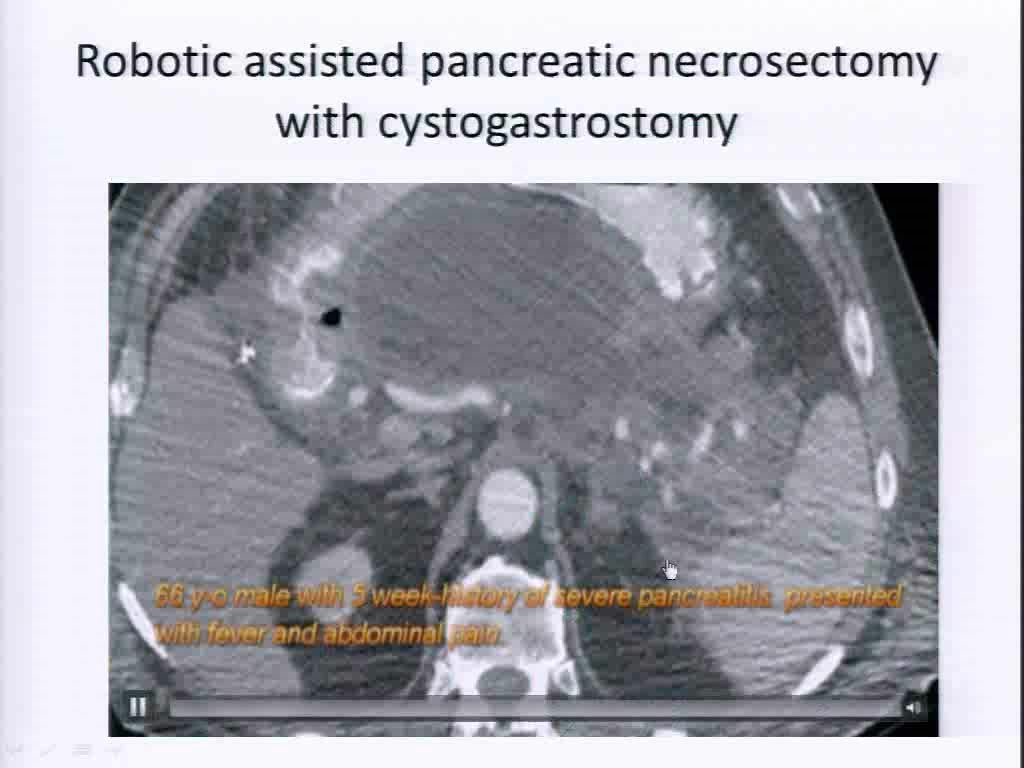 Robotic assisted pancreatic necrosectomy
with cystogastrostomy
66 y-o male with 5 week-history of severe pancreatitis presented
with fever and abdominal pain.